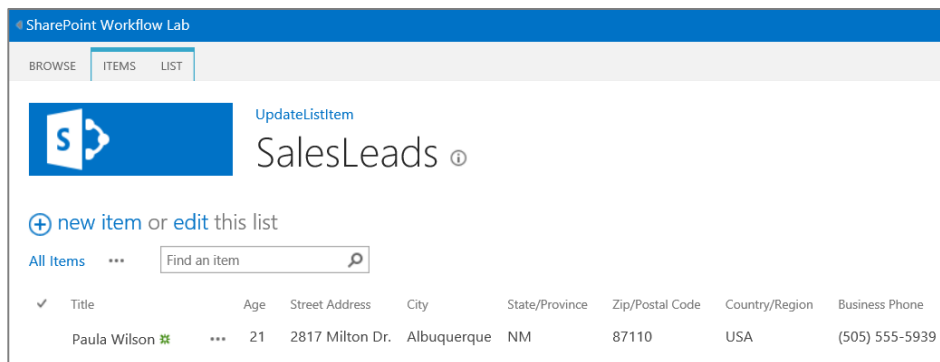 SharePoint Workflow Lab
BROWSE ITEMS LIST
S
UpdateListItem
SalesLeads
new item or edit this list
All Items ••• Find an item
Title Age Street Address City State/Province Zip/Postal Code Country/Region Business Phone
Paula Wilson ••• 21 2817 Milton Dr. Albuquerque NM 87110 USA (505) 555-5939